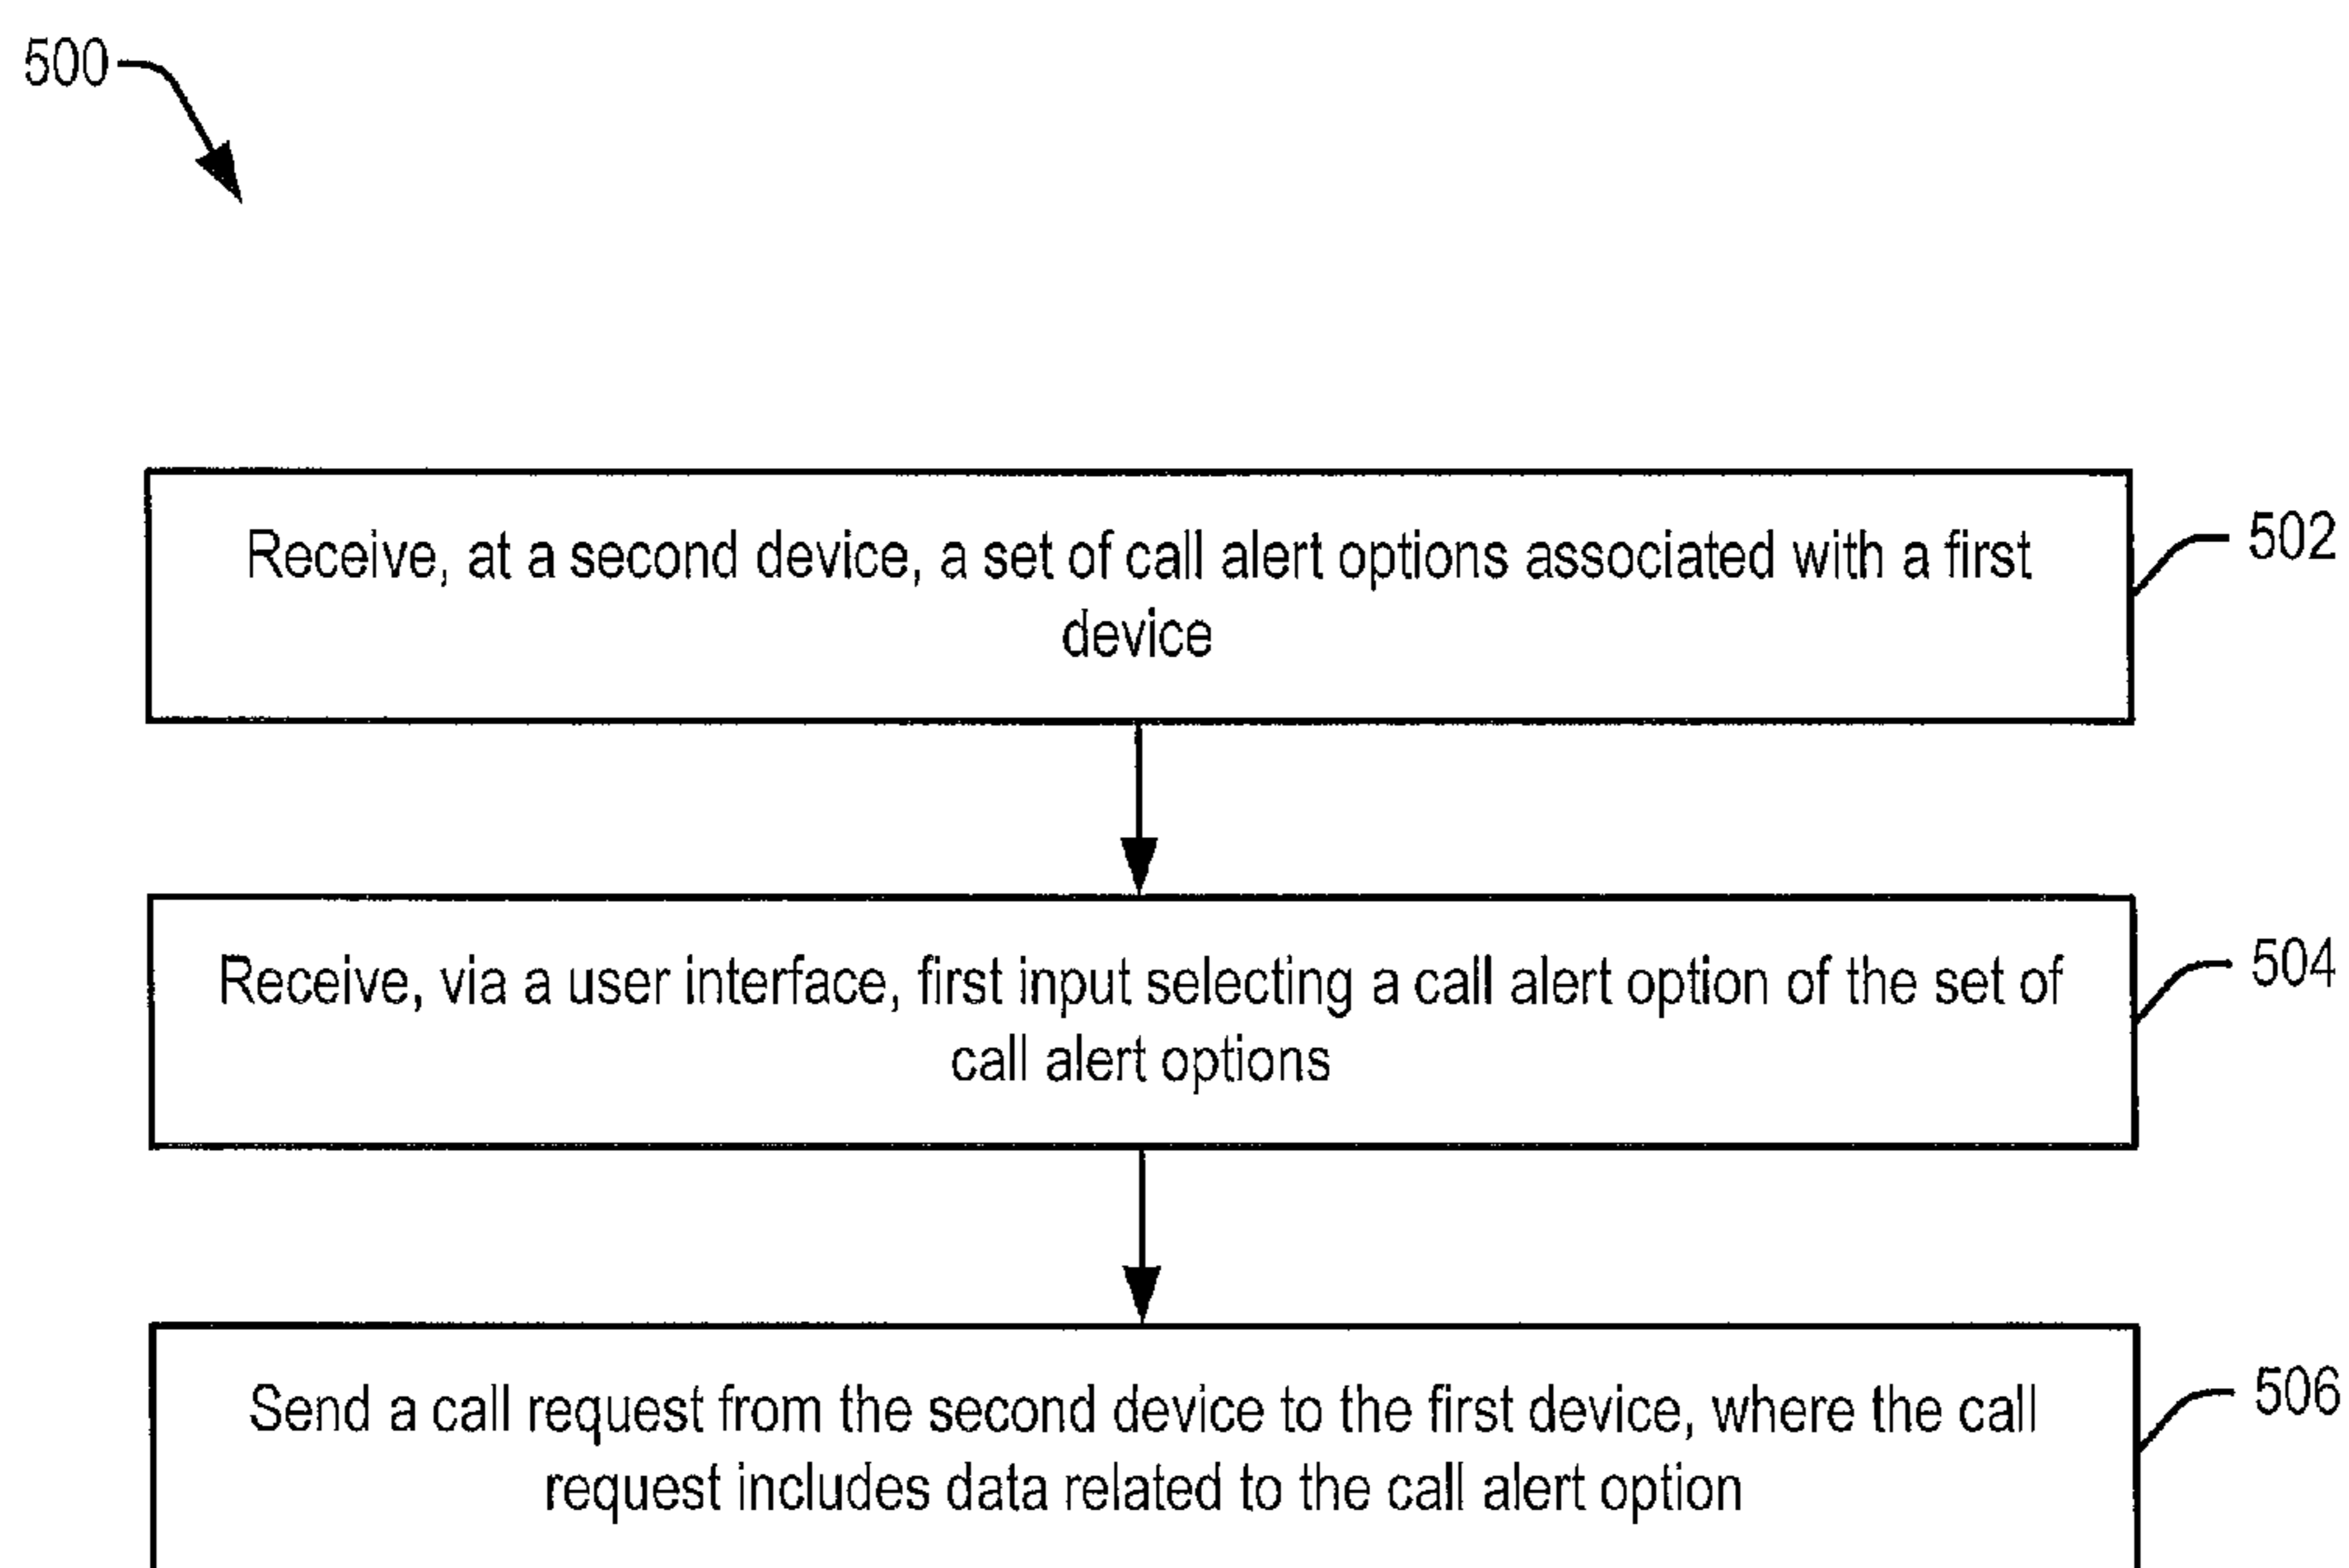 500
Receive, at a second device, a set of call alert options associated with a first
device
502
Receive, via a user interface, first input selecting a call alert option of the set of
call alert options
504
Send a call request from the second device to the first device, where the call
request includes data related to the call alert option
506